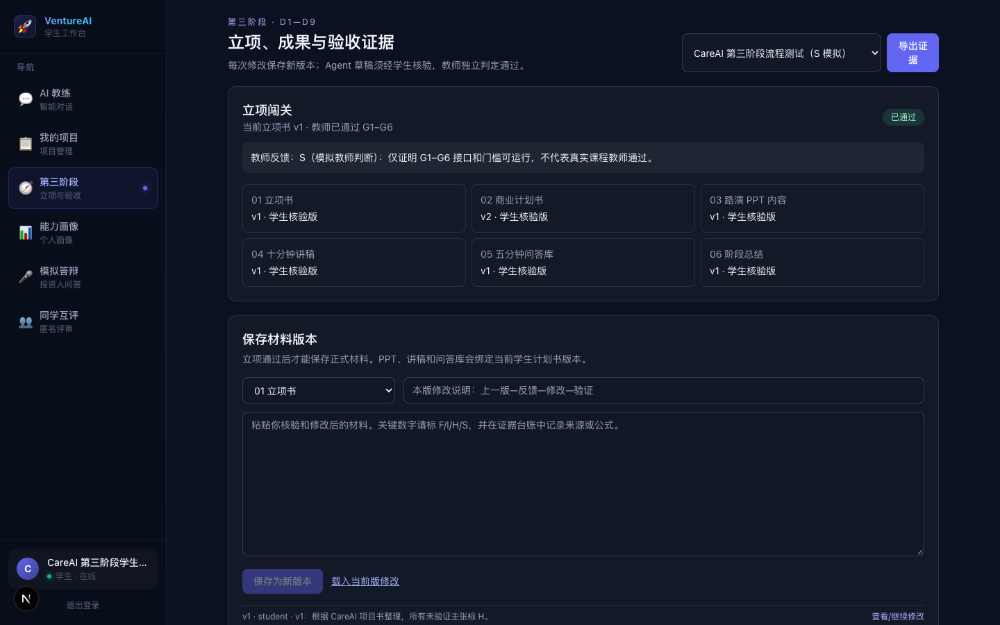 VentureAI
学生工作台
导航
AI 教练
智能对话
我的项目
项目管理
第三阶段
立项与验收
能力画像
个人画像
模拟答辩
投资人问答
同学互评
匿名评审
C
CareAI 第三阶段学生...
学生 · 在线
N
退出登录
第三阶段 · D1—D9
立项、成果与验收证据
每次修改保存新版本；Agent 草稿须经学生核验，教师独立判定通过。
CareAI 第三阶段流程测试（S 模拟）
导出证
据
立项闯关
当前立项书 v1 · 教师已通过 G1–G6
已通过
教师反馈：S（模拟教师判断）：仅证明 G1–G6 接口和门槛可运行，不代表真实课程教师通过。
01 立项书
v1 · 学生核验版
02 商业计划书
v2 · 学生核验版
03 路演 PPT 内容
v1 · 学生核验版
04 十分钟讲稿
v1 · 学生核验版
05 五分钟问答库
v1 · 学生核验版
06 阶段总结
v1 · 学生核验版
保存材料版本
立项通过后才能保存正式材料。PPT、讲稿和问答库会绑定当前学生计划书版本。
01 立项书
本版修改说明：上一版—反馈—修改—验证
粘贴你核验和修改后的材料。关键数字请标 F/I/H/S，并在证据台账中记录来源或公式。
保存为新版本
载入当前版修改
v1 · student · v1：根据 CareAI 项目书整理，所有未验证主张标 H。
查看/继续修改